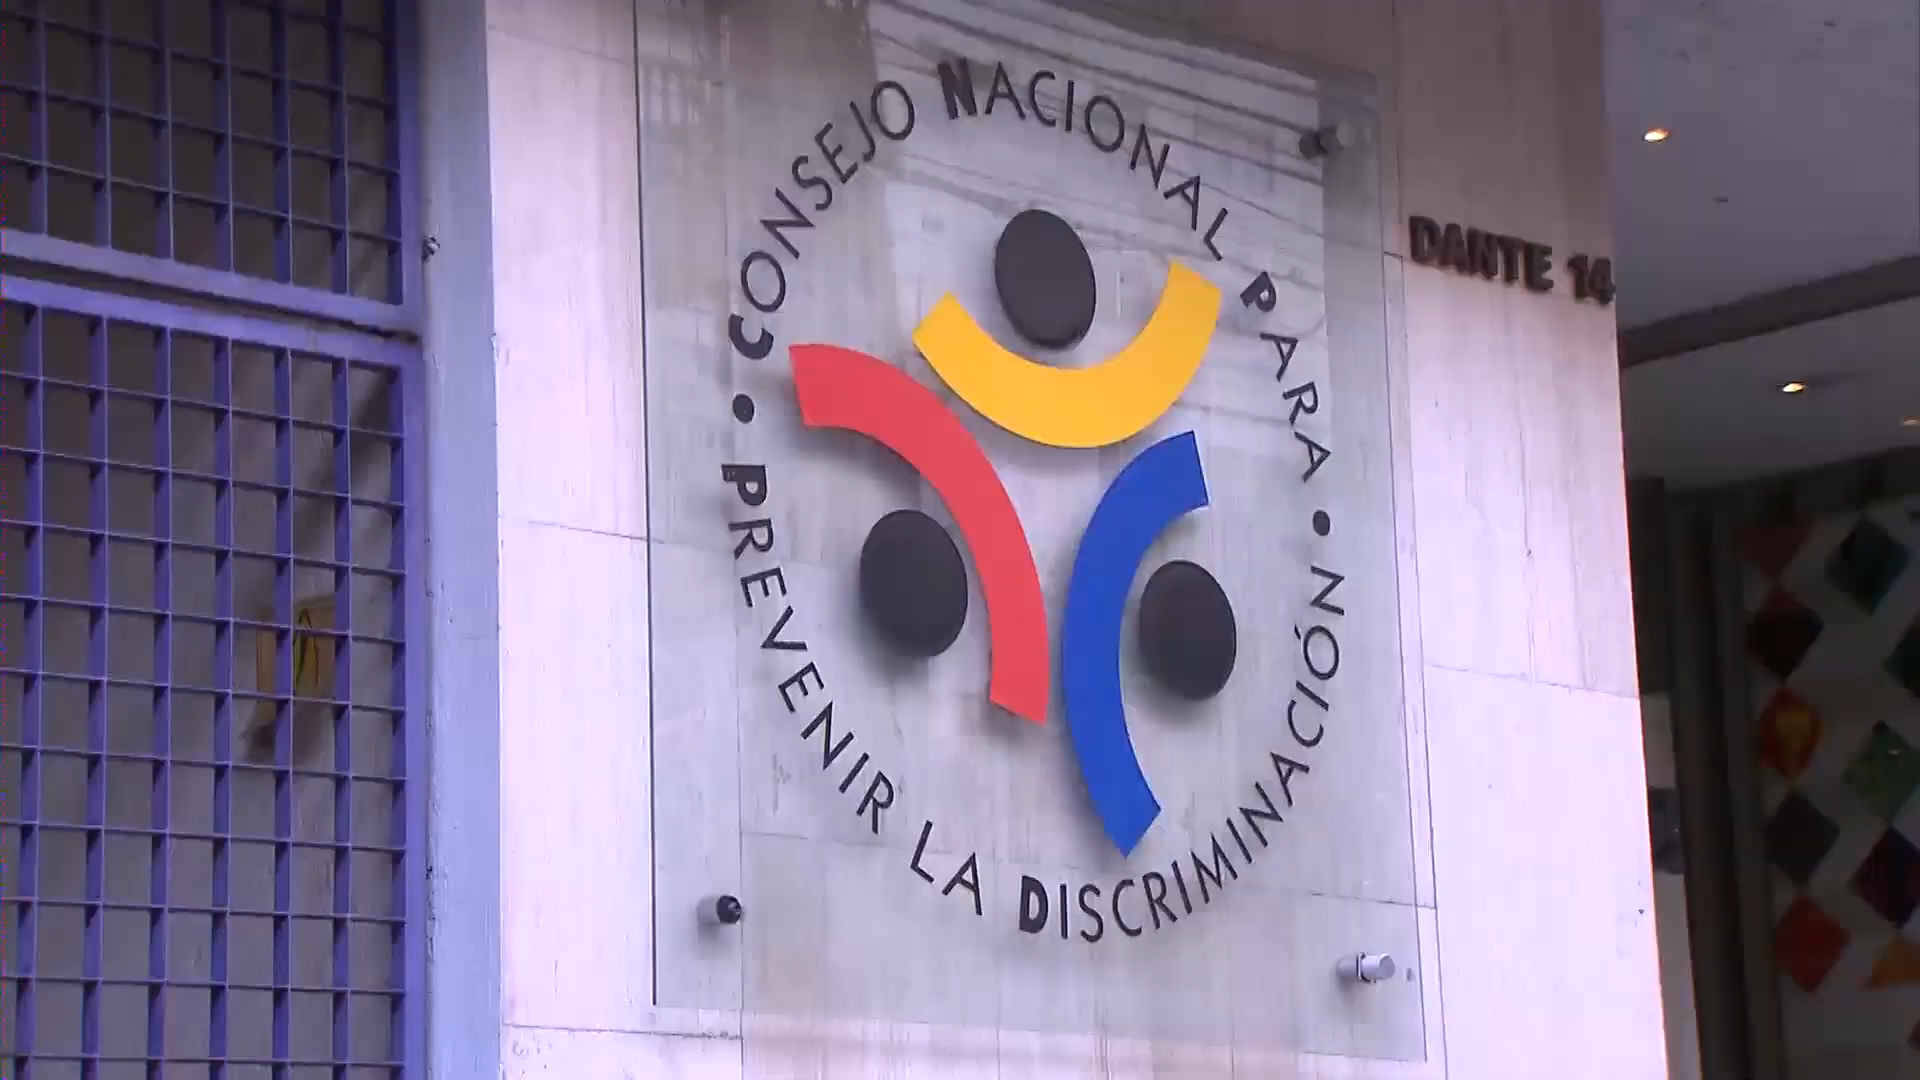 CONSEJO NACIONAL PARA
• PREVENIR LA DISCRIMINACIÓN •
DANTE 14